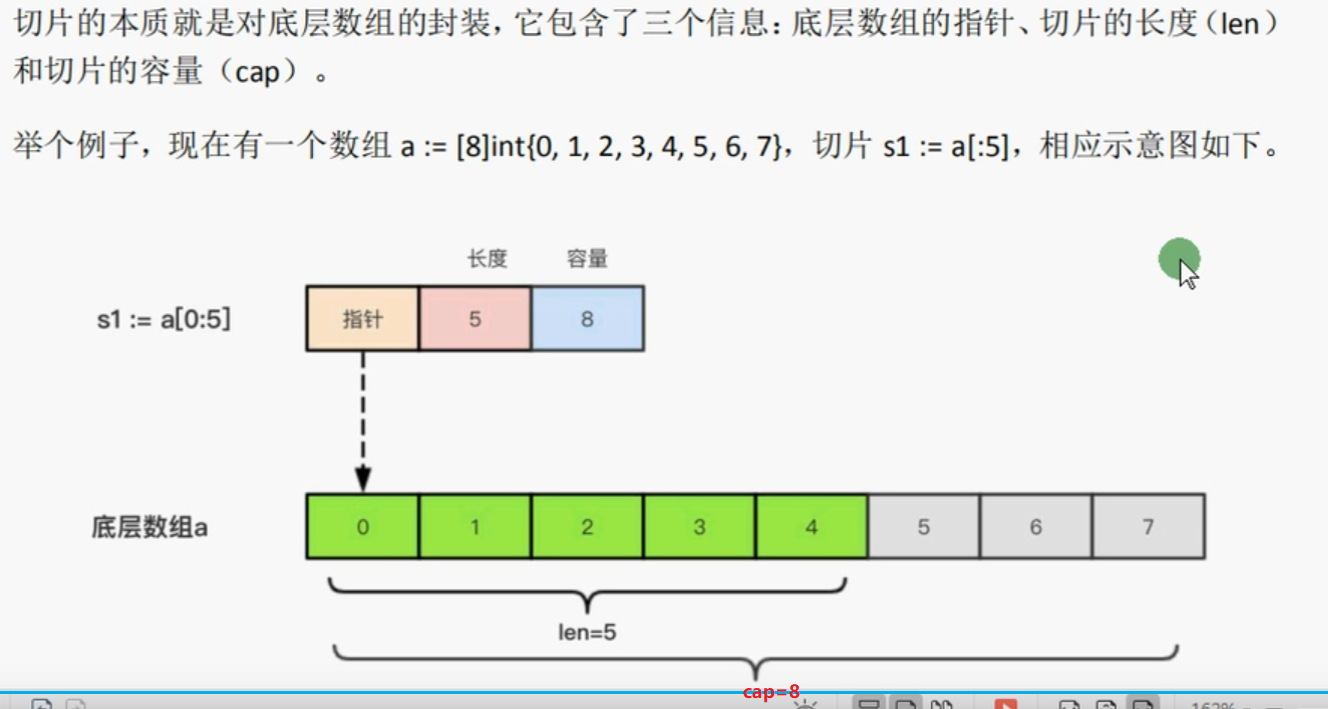 切片的本质就是对底层数组的封装，它包含了三个信息：底层数组的指针、切片的长度（len）
和切片的容量（cap）。
举个例子，现在有一个数组 a := [8]int{0, 1, 2, 3, 4, 5, 6, 7}，切片 s1 := a[:5]，相应示意图如下。
长度 容量
s1 := a[0:5] 指针 5 8
底层数组a 0 1 2 3 4 5 6 7
len=5
cap=8